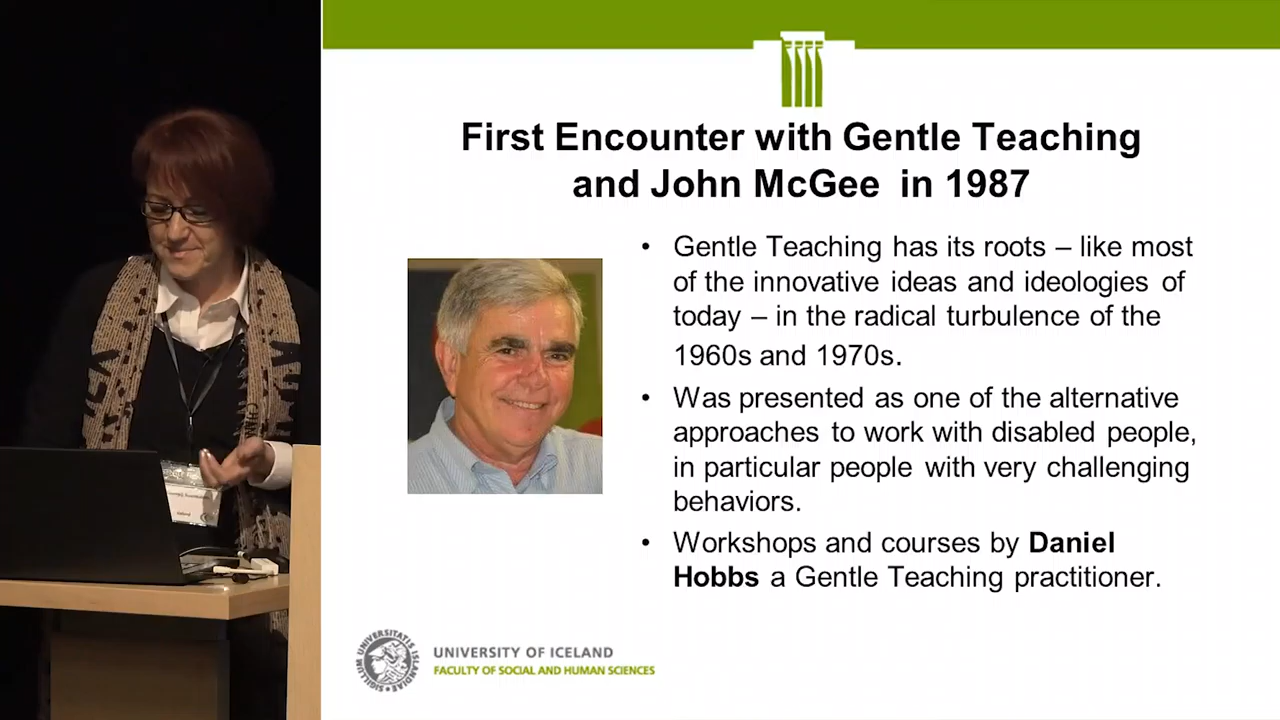 First Encounter with Gentle Teaching
and John McGee in 1987
• Gentle Teaching has its roots – like most
of the innovative ideas and ideologies of
today – in the radical turbulence of the
1960s and 1970s.
• Was presented as one of the alternative
approaches to work with disabled people,
in particular people with very challenging
behaviors.
• Workshops and courses by Daniel
Hobbs a Gentle Teaching practitioner.
SIGILLUM UNIVERSITATIS ISLANDIAE
UNIVERSITY OF ICELAND
FACULTY OF SOCIAL AND HUMAN SCIENCES